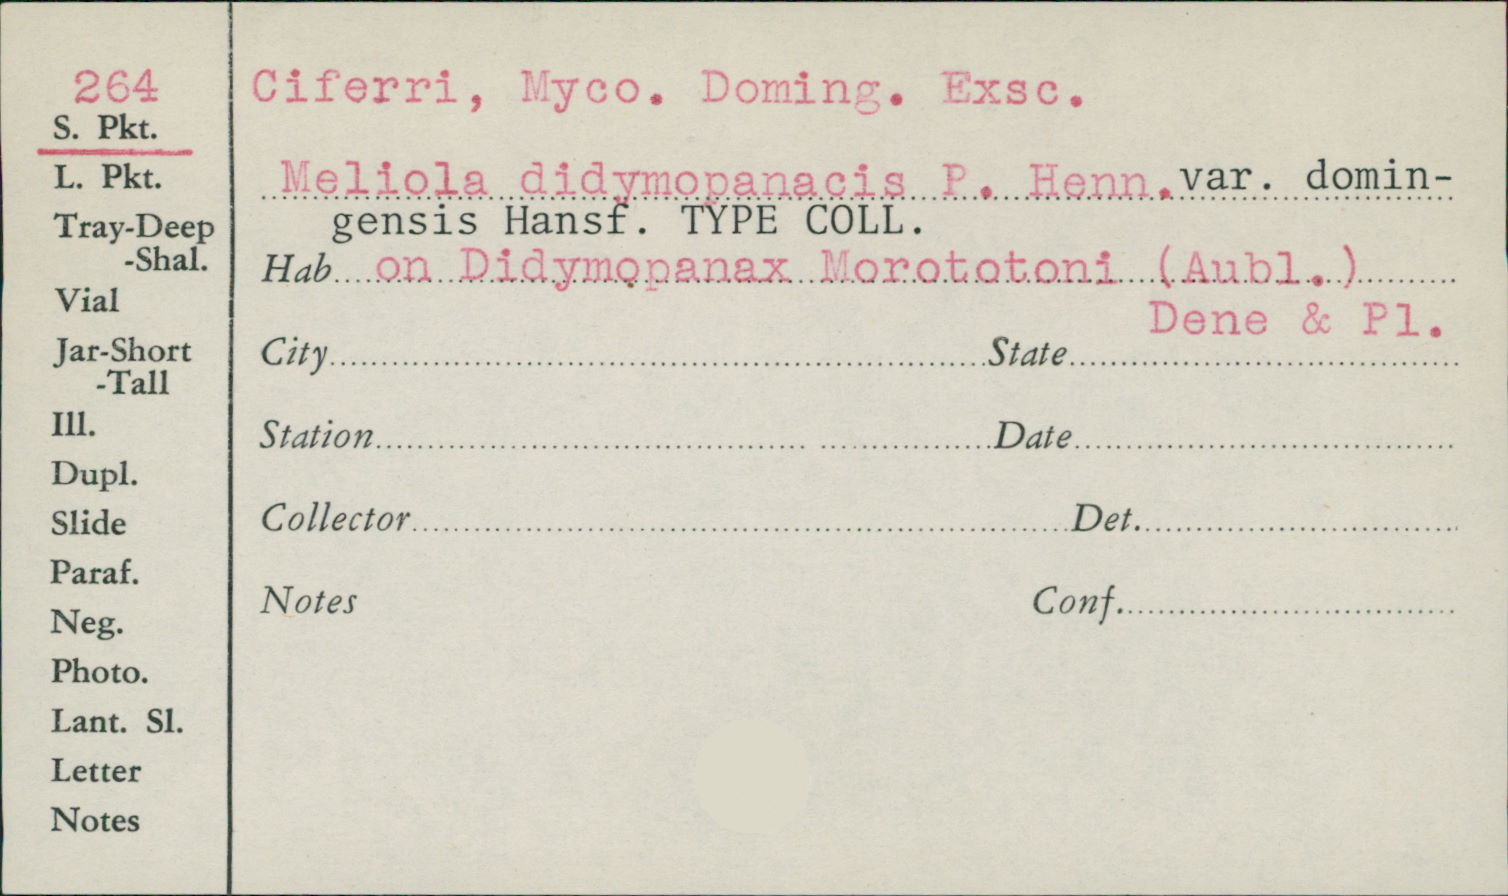 264
S. Pkt.
L. Pkt.
Tray-Deep
-Shal.
Vial
Jar-Short
-Tall
Ill.
Dupl.
Slide
Paraf.
Neg.
Photo.
Lant. Sl.
Letter
Notes
Ciferri, Myco. Doming. Exsc.
Meliola didymopanacis P. Henn. var. domin-
gensis Hansf. TYPE COLL.
Hab. on Didymopanax Morototoni (Aubl.)
Dene & Pl.
City State
Station Date
Collector Det.
Notes Conf.